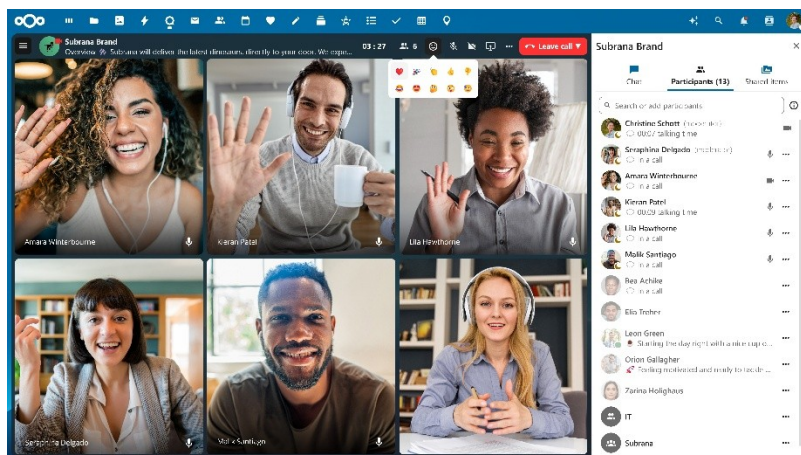 Subrana Brand
Overview 🦕 Subrana will deliver the latest dinosaurs, directly to your door. We expe...
03 : 27
6
Leave call
Amara Winterbourne
Kieran Patel
Lila Hawthorne
Seraphina Delgado
Malik Santiago
Subrana Brand
Chat
Participants (13)
Shared items
Search or add participants
Christine Schott
00:07 talking time
Seraphina Delgado (moderator)
In a call
Amara Winterbourne
In a call
Kieran Patel
00:09 talking time
Lila Hawthorne
In a call
Malik Santiago
In a call
Bea Achike
In a call
Leon Green
Starting the day right with a nice cup o...
Orion Gallagher
Feeling motivated and ready to tackle ...
Zarina Holighaus
IT
Subrana